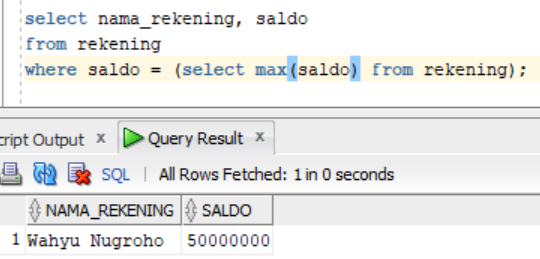 select nama_rekening, saldo
from rekening
where saldo = (select max(saldo) from rekening);
cript Output x Query Result x
SQL | All Rows Fetched: 1 in 0 seconds
NAMA_REKENING SALDO
1 Wahyu Nugroho 50000000